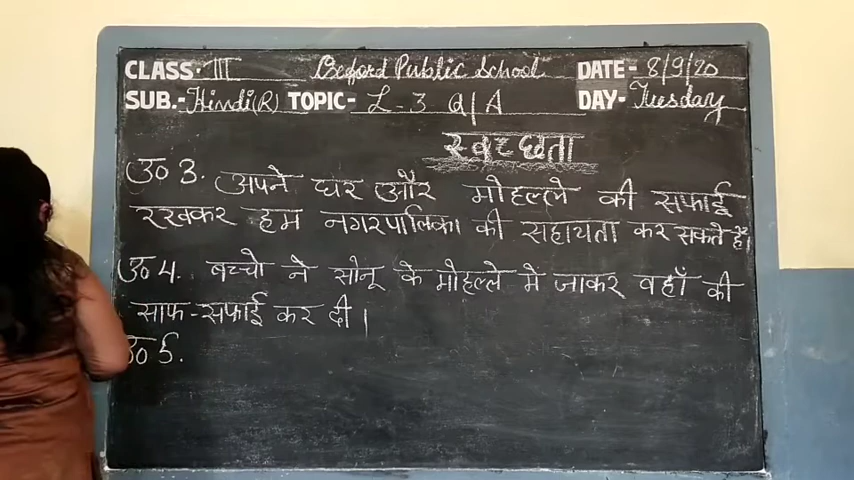 CLASS- III Oxford Public School DATE- 8/9/20
SUB.- Hindi(R) TOPIC- L-3 Q/A DAY- Tuesday
स्वच्छता
उ० 3. अपने घर और मोहल्ले की सफाई
रखकर हम नगरपालिका की सहायता कर सकते हैं।
उ० 4. बच्चो ने सोनू के मोहल्ले मे जाकर वहाँ की
साफ-सफाई कर दी।
उ० 5.